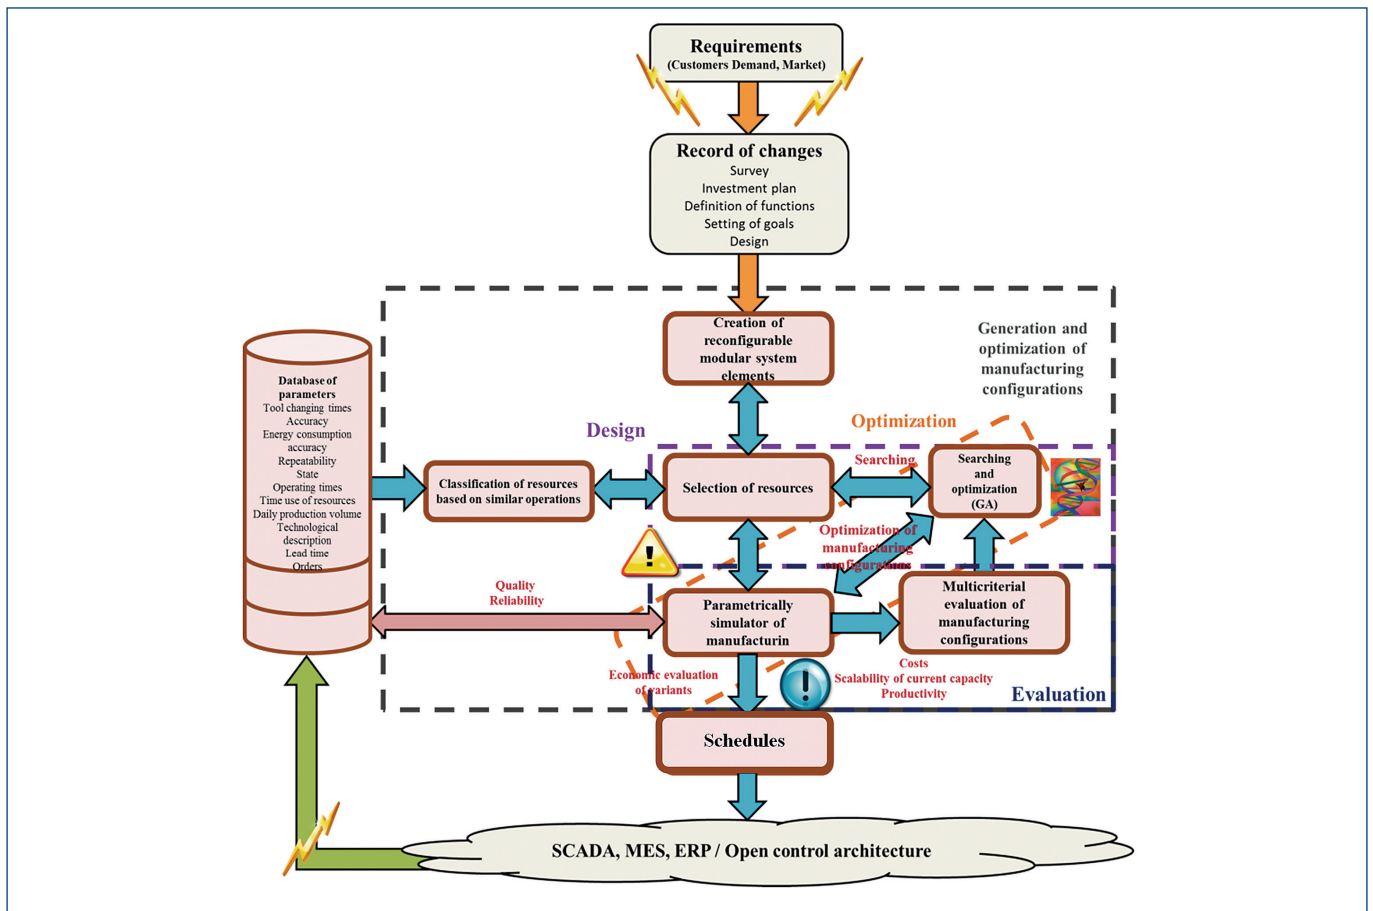 Requirements
(Customers Demand, Market)
Record of changes
Survey
Investment plan
Definition of functions
Setting of goals
Design
Creation of
reconfigurable
modular system
elements
Generation and
optimization of
manufacturing
configurations
Database of
parameters
Tool changing times
Accuracy
Energy consumption
accuracy
Repeatability
State
Operating times
Time use of resources
Daily production volume
Technological
description
Lead time
Orders
Design
Optimization
Classification of resources
based on similar operations
Selection of resources
Searching
Searching
and
optimization
(GA)
Optimization of
manufacturing
configurations
!
Quality
Reliability
Parametrically
simulator of
manufacturin
Multicriterial
evaluation of
manufacturing
configurations
Economic evaluation
of variants
!
Costs
Scalability of current capacity
Productivity
Evaluation
Schedules
SCADA, MES, ERP / Open control architecture